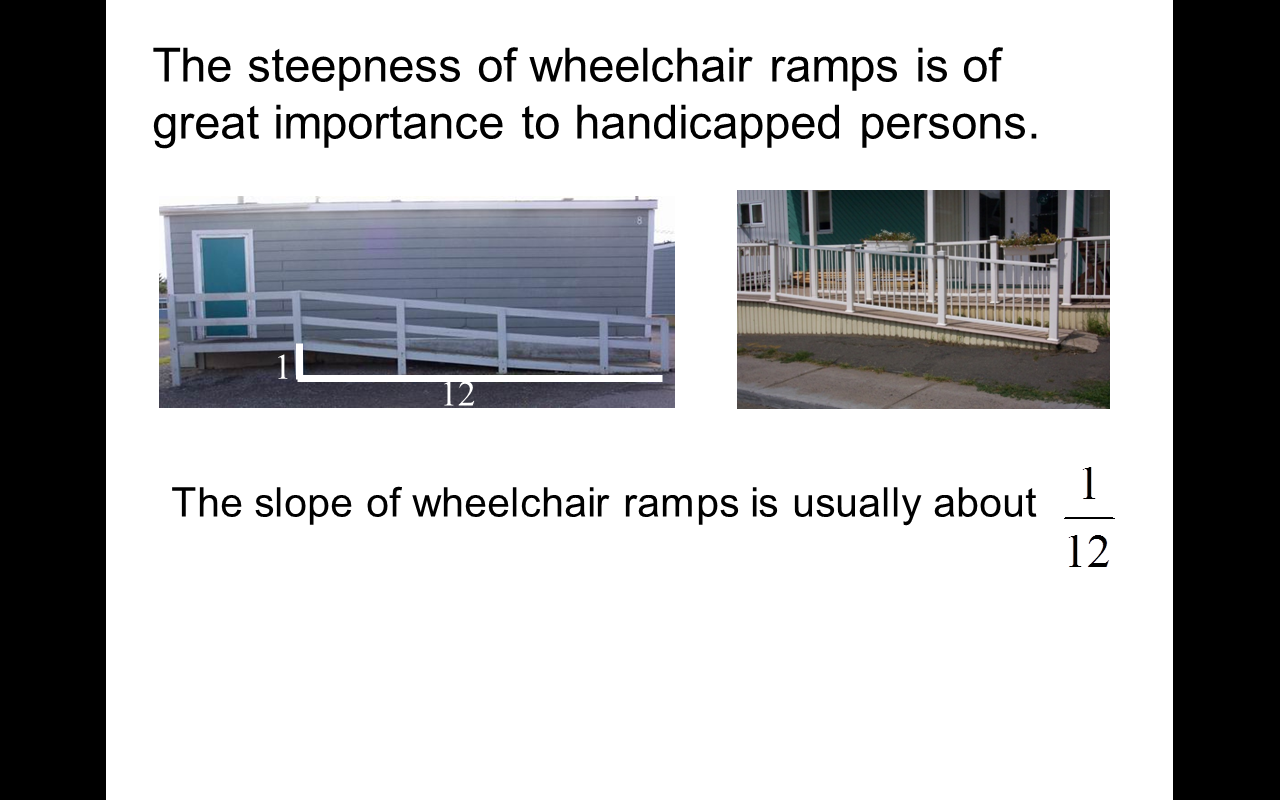 The steepness of wheelchair ramps is of
great importance to handicapped persons.
8
1
12
The slope of wheelchair ramps is usually about
1
12